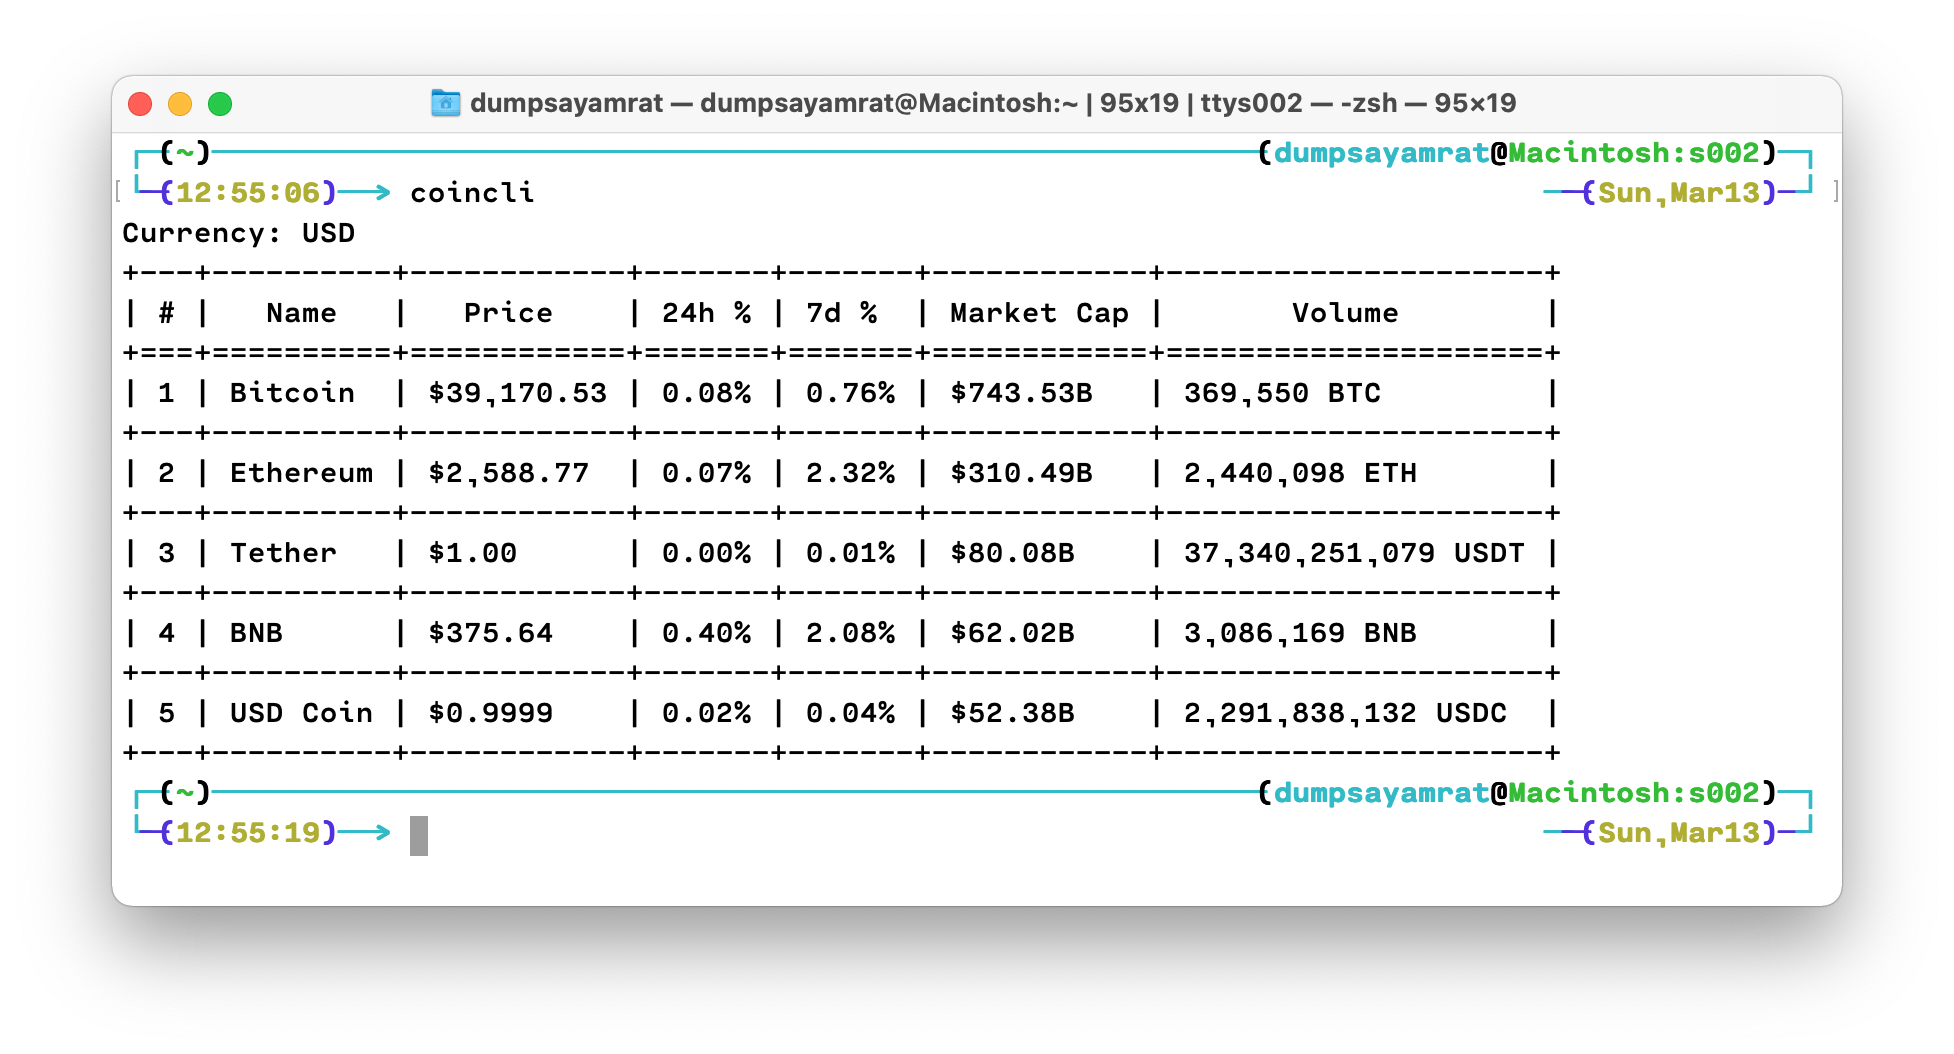 dumpsayamrat — dumpsayamrat@Macintosh:~ | 95x19 | ttys002 — -zsh — 95×19
(~) (dumpsayamrat@Macintosh:s002)
(12:55:06) coincli (Sun,Mar13)
Currency: USD
+---+----------+------------+-------+-------+------------+---------------------+
| # |   Name   |   Price    | 24h % | 7d %  | Market Cap |       Volume        |
+===+==========+============+=======+=======+============+=====================+
| 1 | Bitcoin  | $39,170.53 | 0.08% | 0.76% | $743.53B   | 369,550 BTC         |
+---+----------+------------+-------+-------+------------+---------------------+
| 2 | Ethereum | $2,588.77  | 0.07% | 2.32% | $310.49B   | 2,440,098 ETH       |
+---+----------+------------+-------+-------+------------+---------------------+
| 3 | Tether   | $1.00      | 0.00% | 0.01% | $80.08B    | 37,340,251,079 USDT |
+---+----------+------------+-------+-------+------------+---------------------+
| 4 | BNB      | $375.64    | 0.40% | 2.08% | $62.02B    | 3,086,169 BNB       |
+---+----------+------------+-------+-------+------------+---------------------+
| 5 | USD Coin | $0.9999    | 0.02% | 0.04% | $52.38B    | 2,291,838,132 USDC  |
+---+----------+------------+-------+-------+------------+---------------------+
(~) (dumpsayamrat@Macintosh:s002)
(12:55:19) (Sun,Mar13)